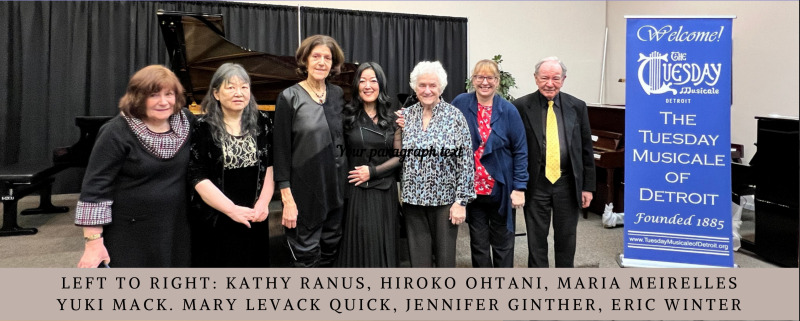 Welcome!
The
Tuesday
Musicale
DETROIT
THE
TUESDAY
MUSICALE
OF
DETROIT
Founded 1885
www.TuesdayMusicaleofDetroit.org
Your paragraph text
LEFT TO RIGHT: KATHY RANUS, HIROKO OHTANI, MARIA MEIRELLES
YUKI MACK. MARY LEVACK QUICK, JENNIFER GINTHER, ERIC WINTER